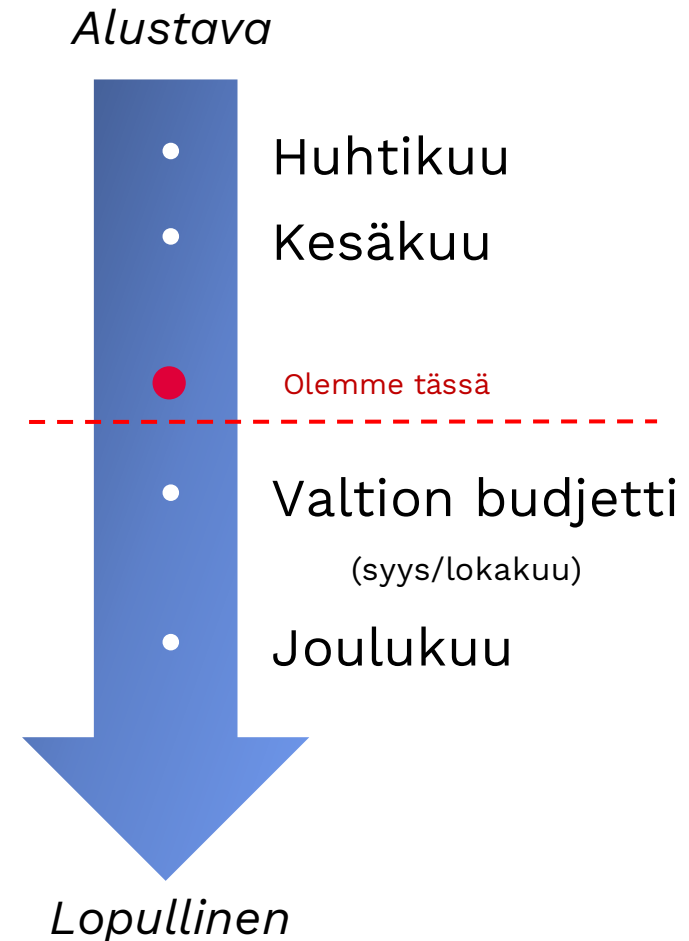 Alustava
Huhtikuu
Kesäkuu
Olemme tässä
Valtion budjetti
(syys/lokakuu)
Joulukuu
Lopullinen